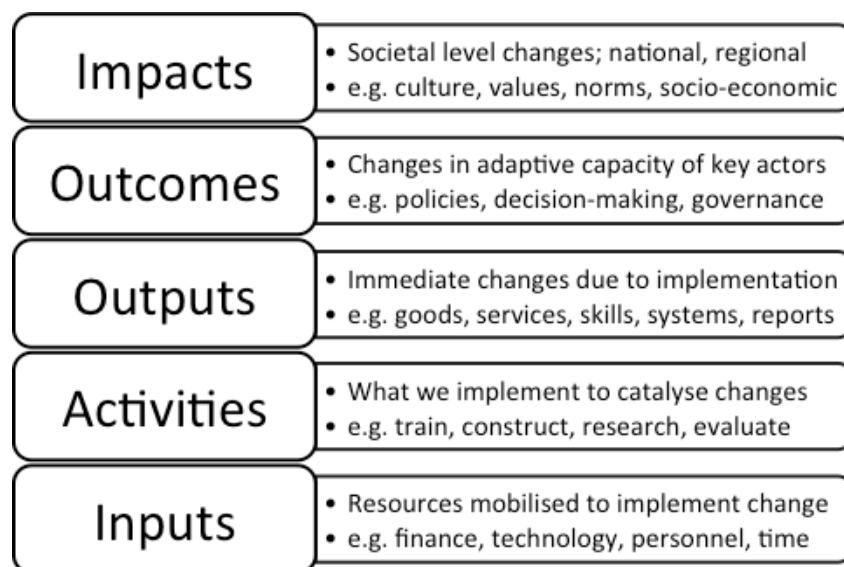 Impacts
• Societal level changes; national, regional
• e.g. culture, values, norms, socio-economic
Outcomes
• Changes in adaptive capacity of key actors
• e.g. policies, decision-making, governance
Outputs
• Immediate changes due to implementation
• e.g. goods, services, skills, systems, reports
Activities
• What we implement to catalyse changes
• e.g. train, construct, research, evaluate
Inputs
• Resources mobilised to implement change
• e.g. finance, technology, personnel, time